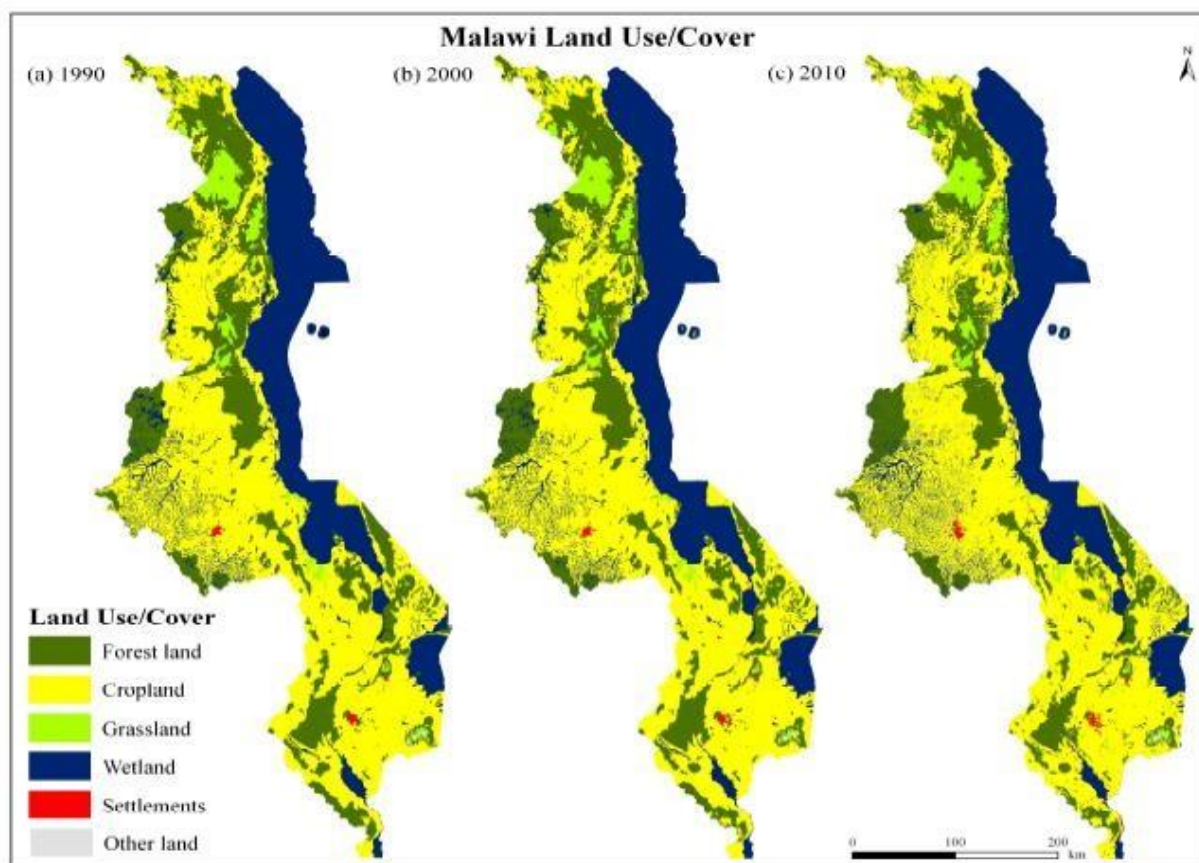 Malawi Land Use/Cover
(a) 1990
(b) 2000
(c) 2010
N
Land Use/Cover
Forest land
Cropland
Grassland
Wetland
Settlements
Other land
0 100 200
km